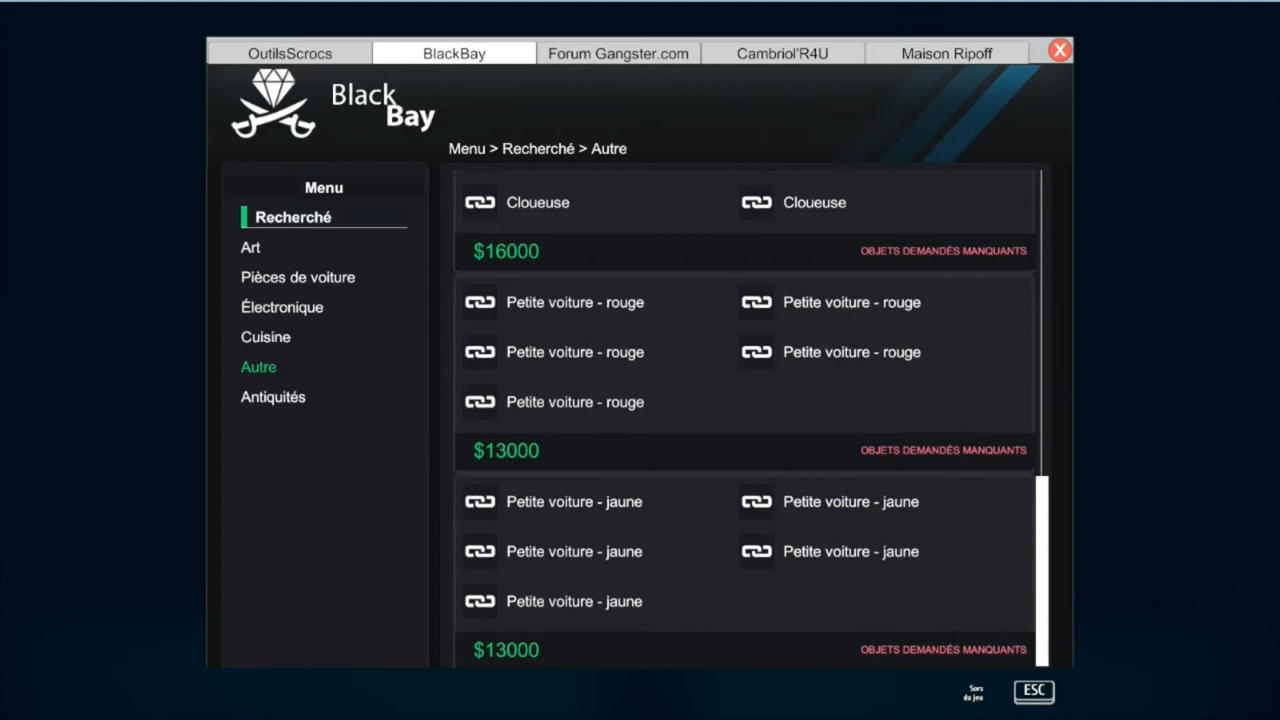 OutilsScrocs BlackBay Forum Gangster.com Cambriol'R4U Maison Ripoff X
Black
Bay
Menu > Recherché > Autre
Menu
Recherché
Art
Pièces de voiture
Électronique
Cuisine
Autre
Antiquités
Cloueuse Cloueuse
$16000 OBJETS DEMANDÉS MANQUANTS
Petite voiture - rouge Petite voiture - rouge
Petite voiture - rouge Petite voiture - rouge
Petite voiture - rouge
$13000 OBJETS DEMANDÉS MANQUANTS
Petite voiture - jaune Petite voiture - jaune
Petite voiture - jaune Petite voiture - jaune
Petite voiture - jaune
$13000 OBJETS DEMANDÉS MANQUANTS
Sors
du jeu
ESC